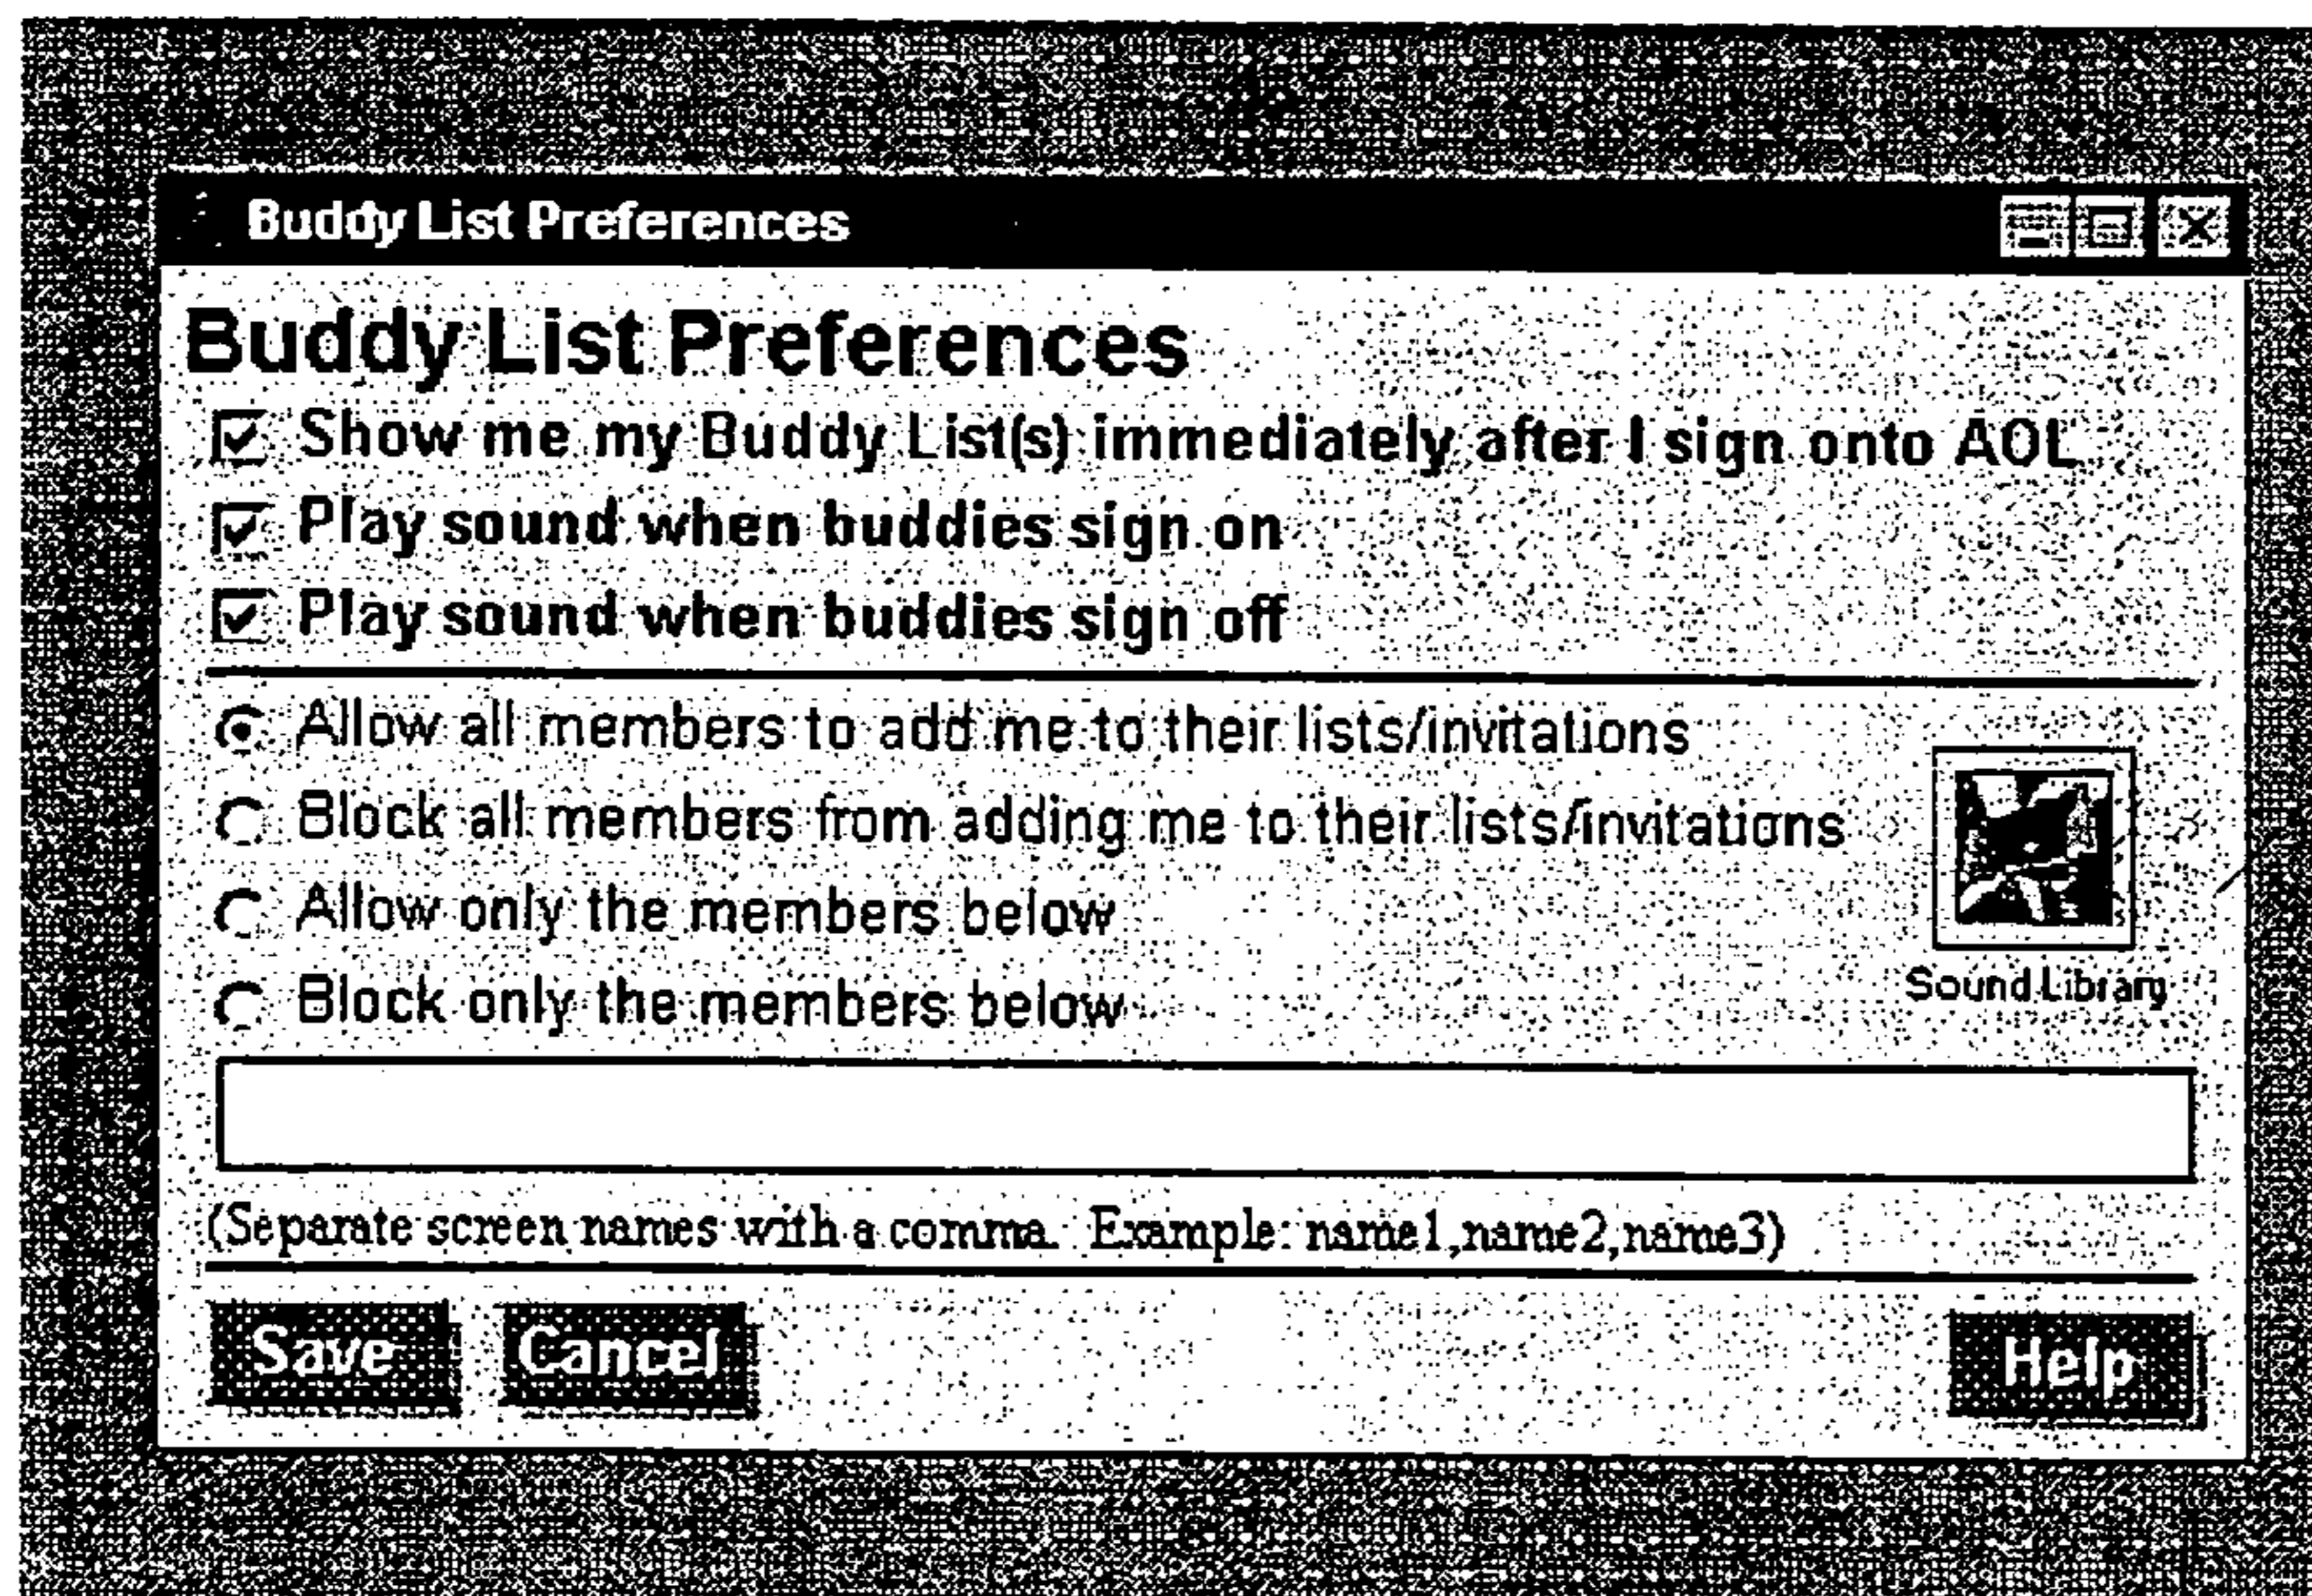 Buddy List Preferences
Buddy List Preferences
Show me my Buddy List(s) immediately after I sign onto AOL
Play sound when buddies sign on
Play sound when buddies sign off
Allow all members to add me to their lists/invitations
Block all members from adding me to their lists/invitations
Allow only the members below
Block only the members below
Sound Library
(Separate screen names with a comma. Example: name1,name2,name3)
Save Cancel Help